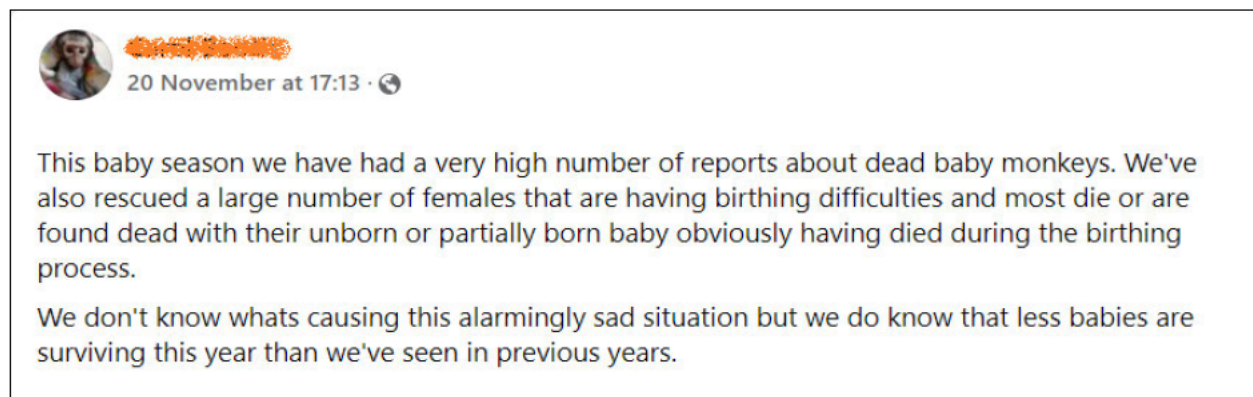 20 November at 17:13 ·
This baby season we have had a very high number of reports about dead baby monkeys. We've
also rescued a large number of females that are having birthing difficulties and most die or are
found dead with their unborn or partially born baby obviously having died during the birthing
process.
We don't know whats causing this alarmingly sad situation but we do know that less babies are
surviving this year than we've seen in previous years.